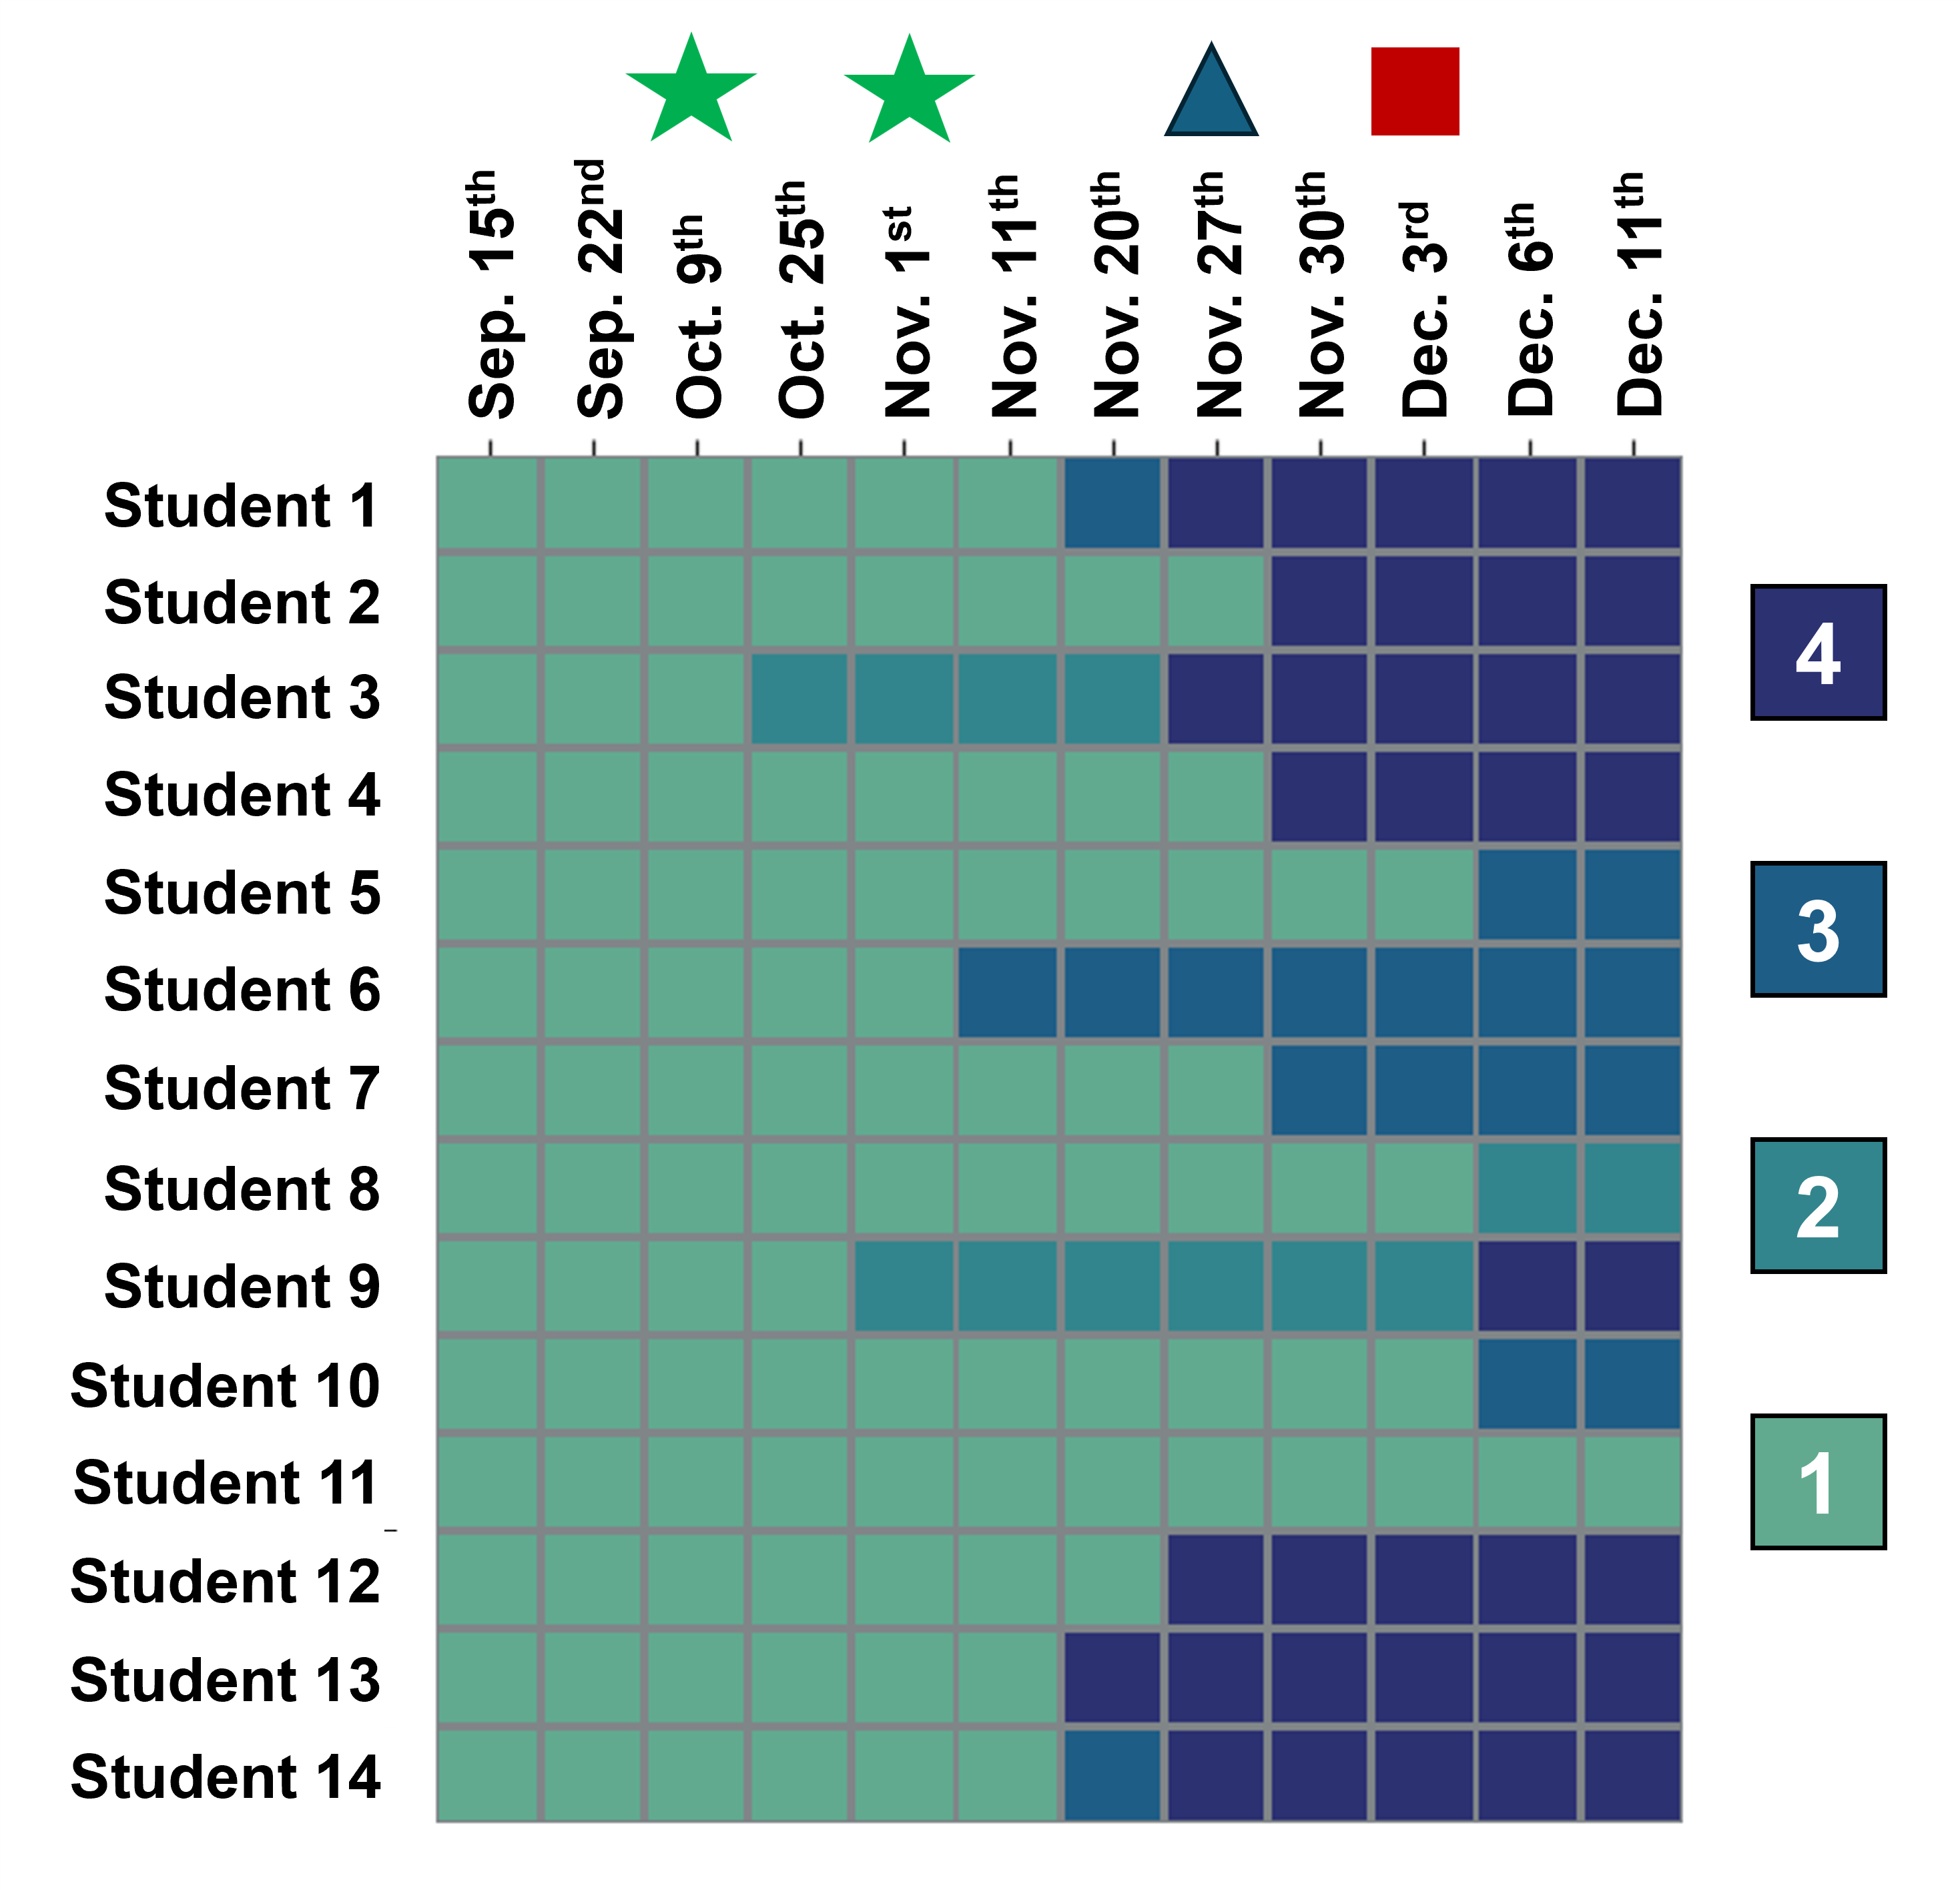 Sep. 15th
Sep. 22nd
Oct. 9th
Oct. 25th
Nov. 1st
Nov. 11th
Nov. 20th
Nov. 27th
Nov. 30th
Dec. 3rd
Dec. 6th
Dec. 11th
Student 1
Student 2
Student 3
Student 4
Student 5
Student 6
Student 7
Student 8
Student 9
Student 10
Student 11
Student 12
Student 13
Student 14
4
3
2
1